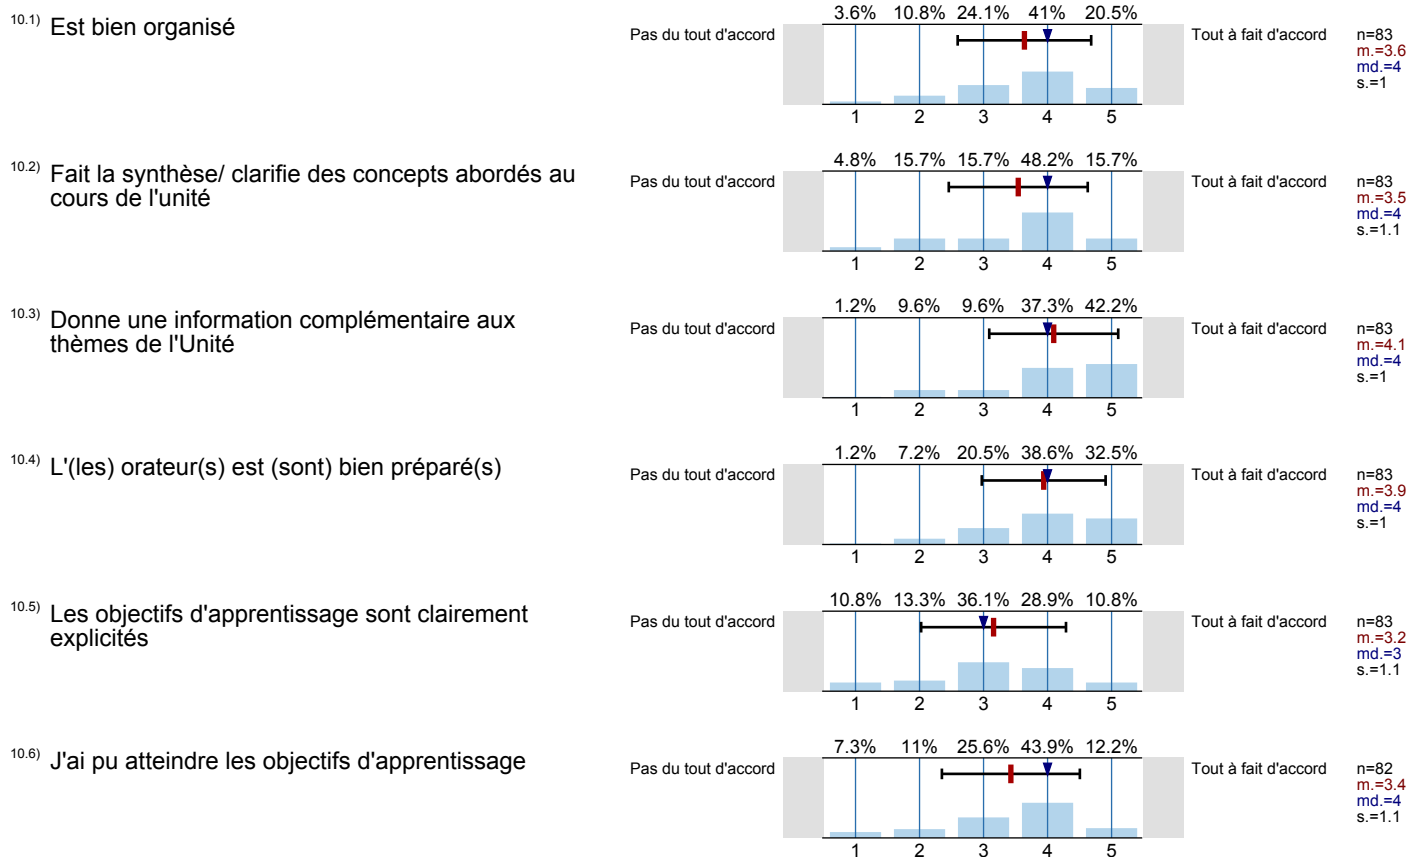 3.6% 10.8% 24.1% 41% 20.5%
10.1) Est bien organisé
Pas du tout d'accord
Tout à fait d'accord
n=83
m.=3.6
md.=4
s.=1
1 2 3 4 5
4.8% 15.7% 15.7% 48.2% 15.7%
10.2) Fait la synthèse/ clarifie des concepts abordés au
cours de l'unité
Pas du tout d'accord
Tout à fait d'accord
n=83
m.=3.5
md.=4
s.=1.1
1 2 3 4 5
1.2% 9.6% 9.6% 37.3% 42.2%
10.3) Donne une information complémentaire aux
thèmes de l'Unité
Pas du tout d'accord
Tout à fait d'accord
n=83
m.=4.1
md.=4
s.=1
1 2 3 4 5
1.2% 7.2% 20.5% 38.6% 32.5%
10.4) L'(les) orateur(s) est (sont) bien préparé(s)
Pas du tout d'accord
Tout à fait d'accord
n=83
m.=3.9
md.=4
s.=1
1 2 3 4 5
10.8% 13.3% 36.1% 28.9% 10.8%
10.5) Les objectifs d'apprentissage sont clairement
explicités
Pas du tout d'accord
Tout à fait d'accord
n=83
m.=3.2
md.=3
s.=1.1
1 2 3 4 5
7.3% 11% 25.6% 43.9% 12.2%
10.6) J'ai pu atteindre les objectifs d'apprentissage
Pas du tout d'accord
Tout à fait d'accord
n=82
m.=3.4
md.=4
s.=1.1
1 2 3 4 5